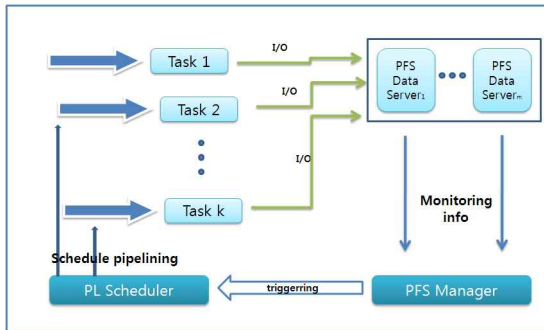 Task 1
I/O
PFS
Data
Server₁
PFS
Data
Serverₘ
Task 2
I/O
I/O
Task k
Monitoring
info
Schedule pipelining
PL Scheduler
triggerring
PFS Manager